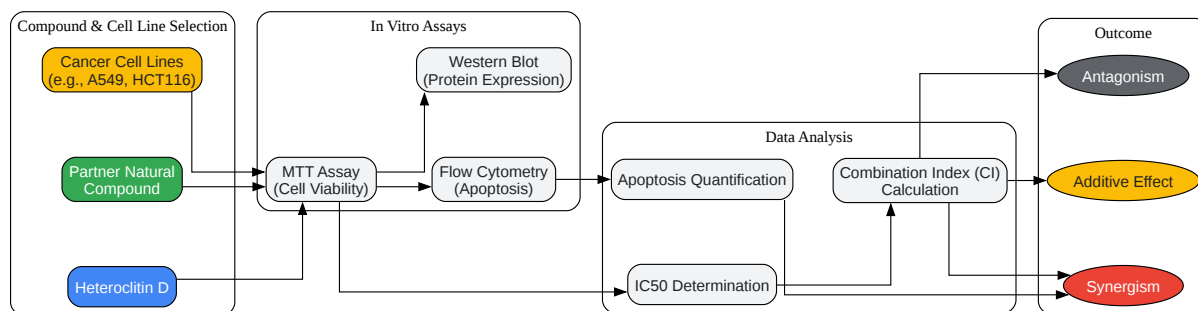 Compound & Cell Line Selection
Cancer Cell Lines
(e.g., A549, HCT116)
Partner Natural
Compound
Heteroclitin D
In Vitro Assays
Western Blot
(Protein Expression)
MTT Assay
(Cell Viability)
Flow Cytometry
(Apoptosis)
Data Analysis
Apoptosis Quantification
Combination Index (CI)
Calculation
IC50 Determination
Outcome
Antagonism
Additive Effect
Synergism